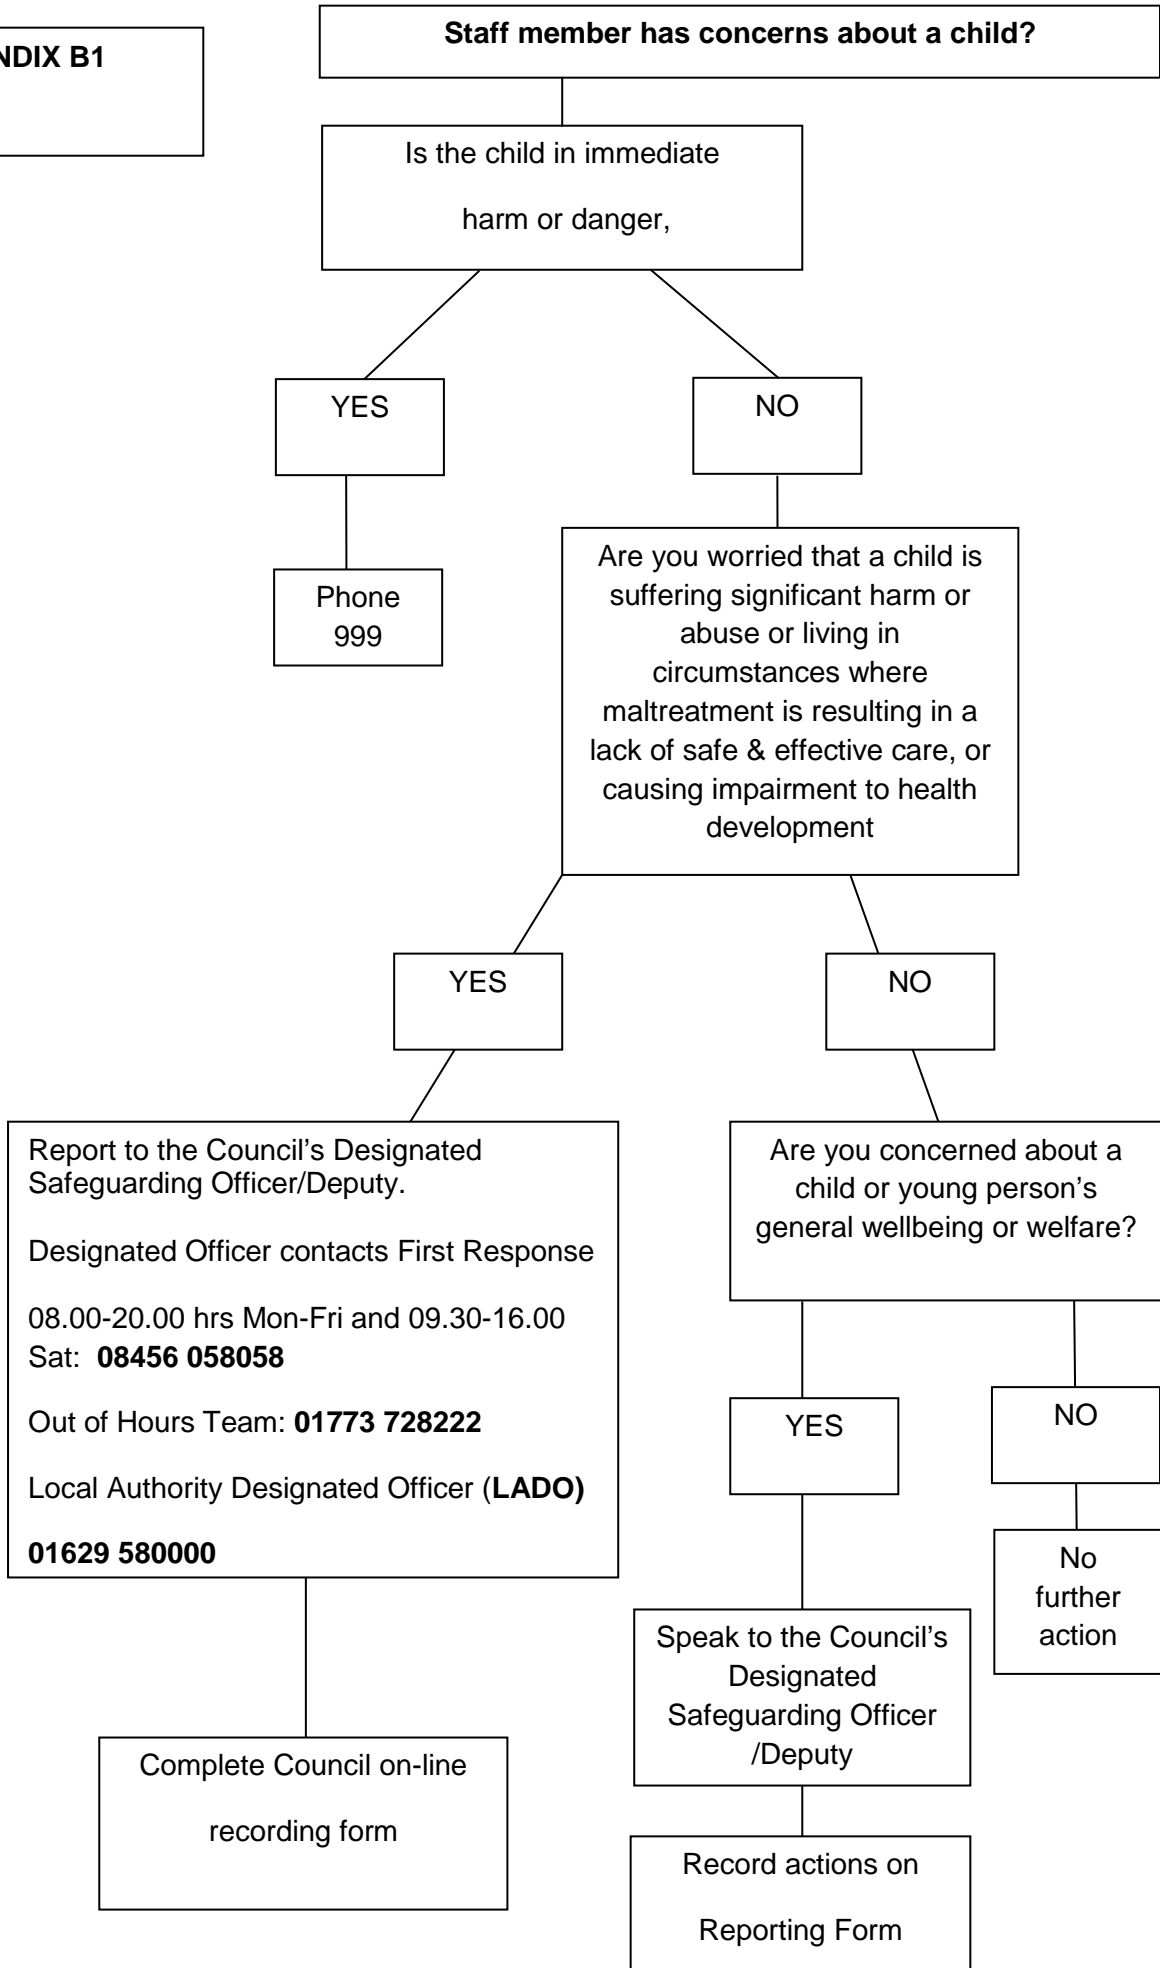 NDIX B1
Staff member has concerns about a child?
Is the child in immediate
harm or danger,
YES
NO
Phone
999
Are you worried that a child is
suffering significant harm or
abuse or living in
circumstances where
maltreatment is resulting in a
lack of safe & effective care, or
causing impairment to health
development
YES
NO
Report to the Council's Designated
Safeguarding Officer/Deputy.
Designated Officer contacts First Response
08.00-20.00 hrs Mon-Fri and 09.30-16.00
Sat: 08456 058058
Out of Hours Team: 01773 728222
Local Authority Designated Officer (LADO)
01629 580000
Are you concerned about a
child or young person's
general wellbeing or welfare?
YES
NO
No
further
action
Speak to the Council's
Designated
Safeguarding Officer
/Deputy
Complete Council on-line
recording form
Record actions on
Reporting Form